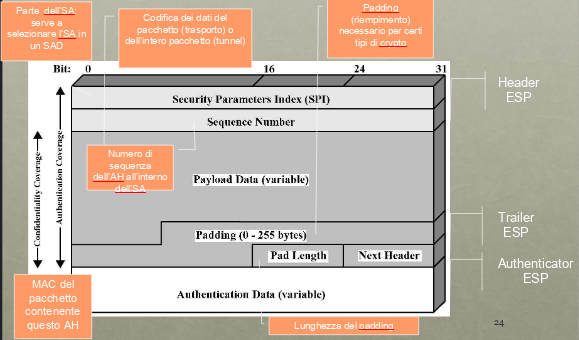 Parte dell'SA:
serve a
selezionare l'SA in
un SAD
Codifica dei dati del
pacchetto (trasporto) o
dell'intero pacchetto (tunnel)
Padding
(riempimento)
necessario per certi
tipi di crypto
Bit: 0 16 24 31
Security Parameters Index (SPI)
Header
ESP
Sequence Number
Numero di
sequenza
dell'AH all'interno
dell'SA
Payload Data (variable)
Confidentiality Coverage
Authentication Coverage
Padding (0 - 255 bytes)
Trailer
ESP
Pad Length
Next Header
Authenticator
ESP
MAC del
pacchetto
contenente
questo AH
Authentication Data (variable)
Lunghezza del padding
24